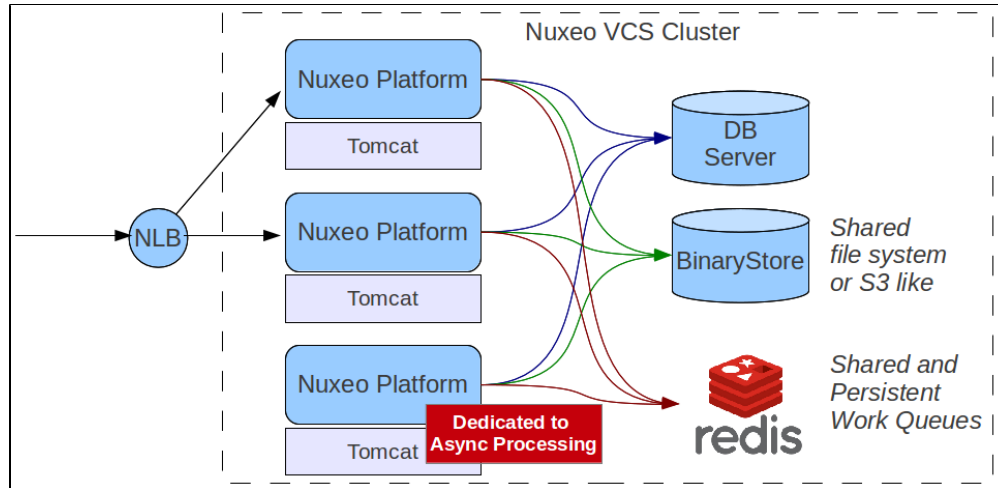 Nuxeo VCS Cluster
Nuxeo Platform
Tomcat
DB
Server
NLB
Nuxeo Platform
Tomcat
BinaryStore
Shared
file system
or S3 like
Nuxeo Platform
Dedicated to
Async Processing
Tomcat
redis
Shared and
Persistent
Work Queues